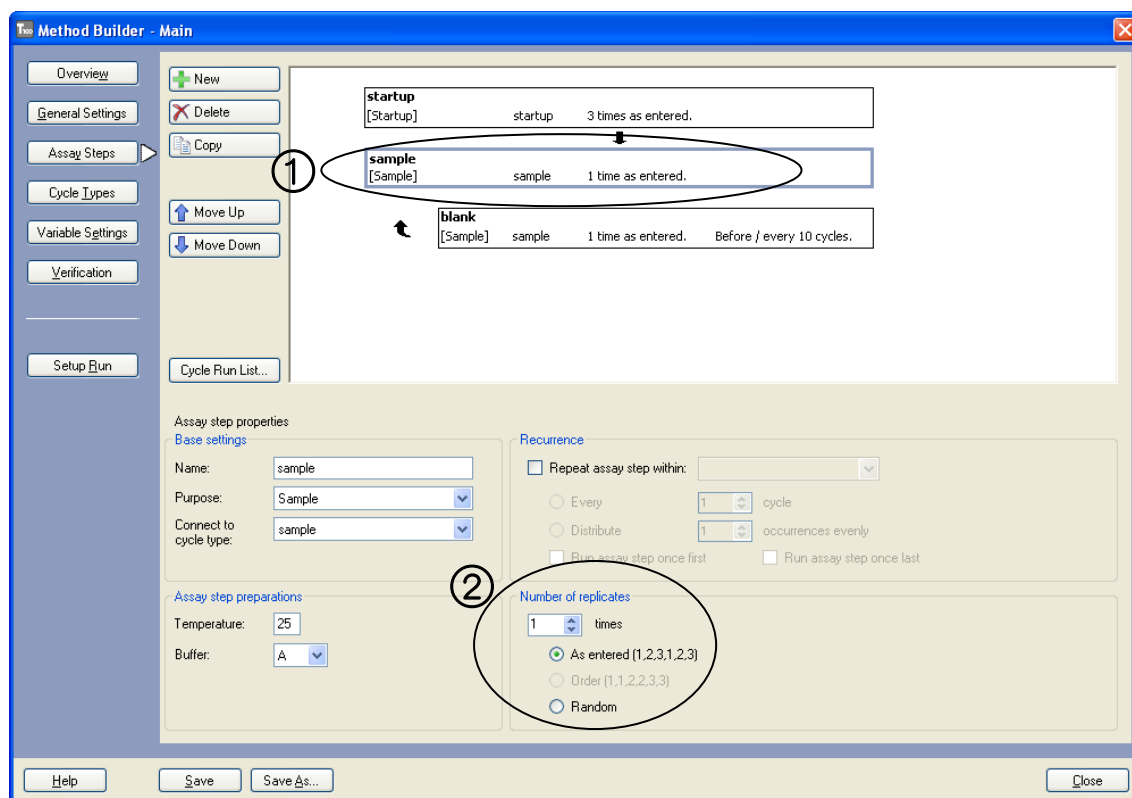 T100 Method Builder - Main
Overview
General Settings
Assay Steps
Cycle Types
Variable Settings
Verification
Setup Run
New
Delete
Copy
Move Up
Move Down
Cycle Run List...
startup
[Startup] startup 3 times as entered.
①
sample
[Sample] sample 1 time as entered.
blank
[Sample] sample 1 time as entered. Before / every 10 cycles.
Assay step properties
Base settings
Name: sample
Purpose: Sample
Connect to
cycle type: sample
Recurrence
Repeat assay step within:
Every 1 cycle
Distribute 1 occurrences evenly
Run assay step once first Run assay step once last
Assay step preparations
Temperature: 25
Buffer: A
②
Number of replicates
1 times
As entered (1,2,3,1,2,3)
Order (1,1,2,2,3,3)
Random
Help
Save
Save As...
Close